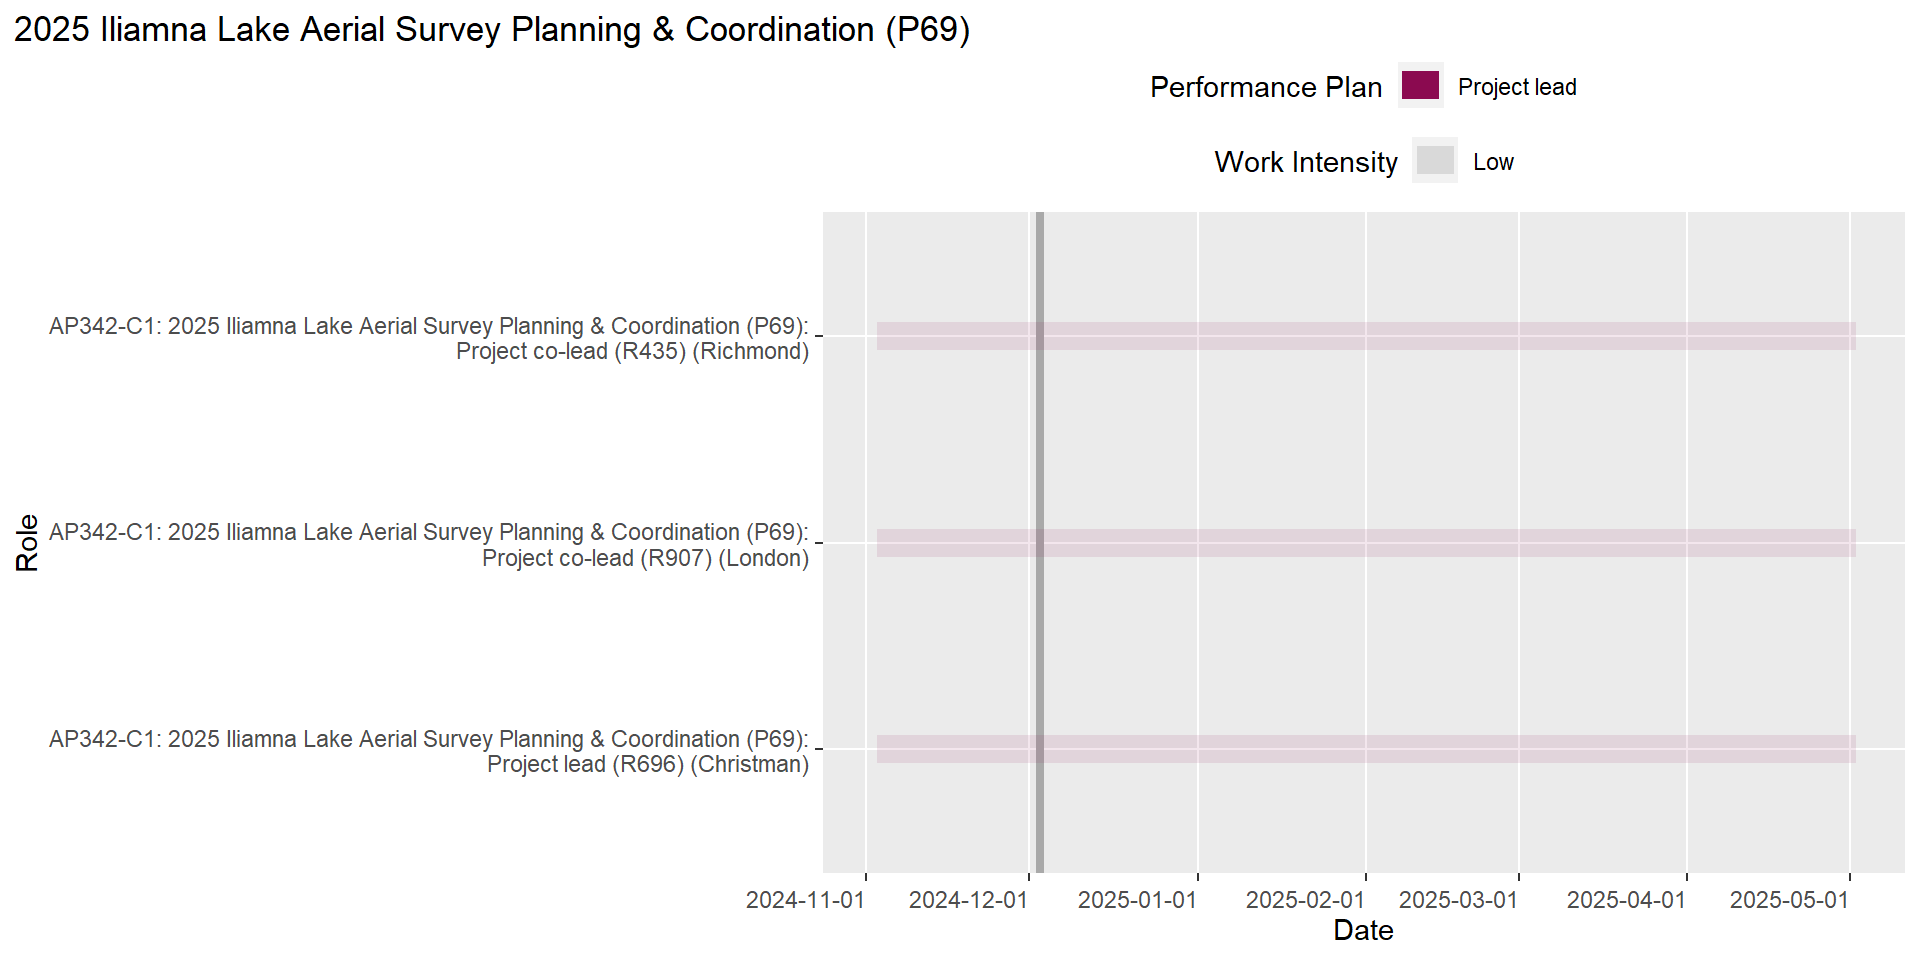 2025 Iliamna Lake Aerial Survey Planning & Coordination (P69)
Performance Plan
Project lead
Work Intensity
Low
Role
AP342-C1: 2025 Iliamna Lake Aerial Survey Planning & Coordination (P69):
Project co-lead (R435) (Richmond)
AP342-C1: 2025 Iliamna Lake Aerial Survey Planning & Coordination (P69):
Project co-lead (R907) (London)
AP342-C1: 2025 Iliamna Lake Aerial Survey Planning & Coordination (P69):
Project lead (R696) (Christman)
2024-11-01
2024-12-01
2025-01-01
2025-02-01
2025-03-01
2025-04-01
2025-05-01
Date